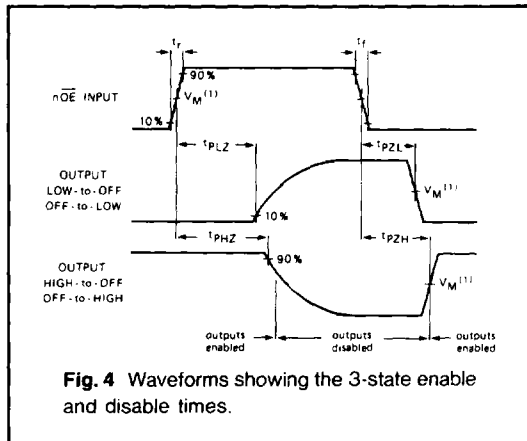 tr
tf
90%
nOE INPUT
VM(1)
10%
tPLZ
tPZL
OUTPUT
LOW-to-OFF
OFF-to-LOW
VM(1)
10%
tPHZ
tPZH
90%
OUTPUT
HIGH-to-OFF
OFF-to-HIGH
VM(1)
outputs enabled
outputs disabled
outputs enabled
Fig. 4 Waveforms showing the 3-state enable
and disable times.